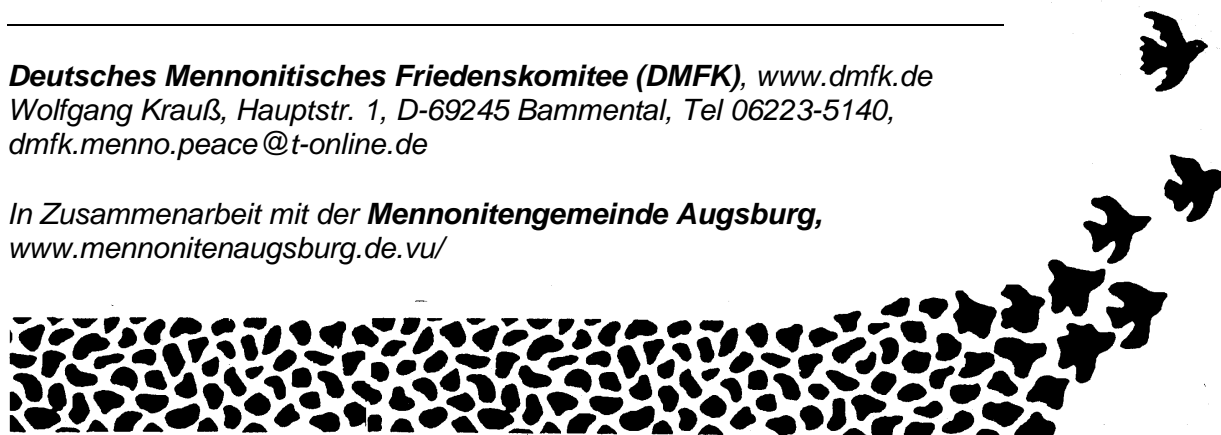 Deutsches Mennonitisches Friedenskomitee (DMFK), www.dmfk.de
Wolfgang Krauß, Hauptstr. 1, D-69245 Bammental, Tel 06223-5140,
dmfk.menno.peace@t-online.de
In Zusammenarbeit mit der Mennonitengemeinde Augsburg,
www.mennonitenaugsburg.de.vu/